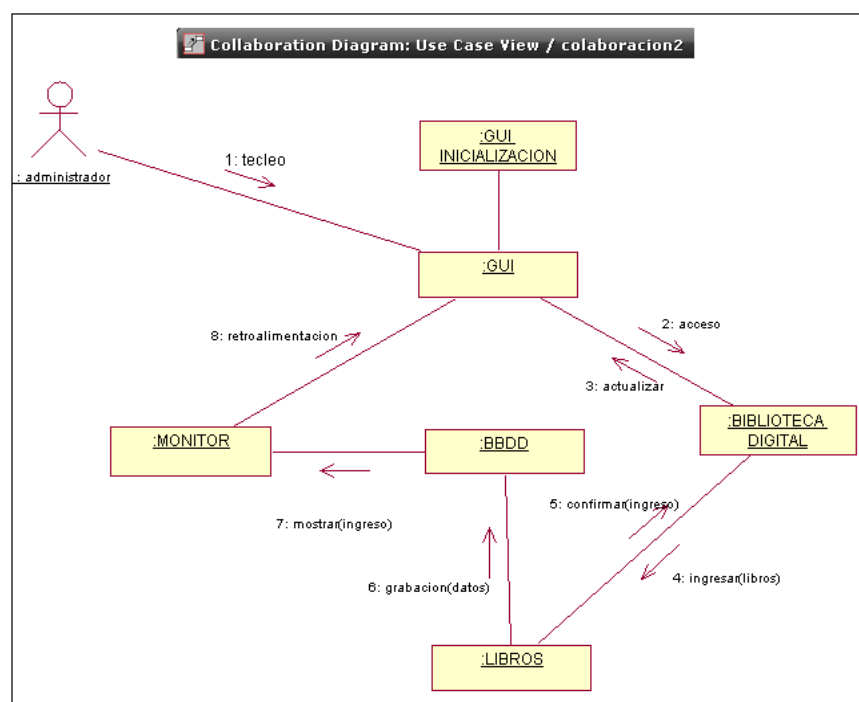 Collaboration Diagram: Use Case View / colaboracion2
: administrador
1: tecleo
:GUI
INICIALIZACION
:GUI
8: retroalimentacion
2: acceso
3: actualizar
:MONITOR
:BBDD
:BIBLIOTECA
DIGITAL
7: mostrar(ingreso)
5: confirmar(ingreso)
6: grabacion(datos)
4: ingresar(libros)
:LIBROS